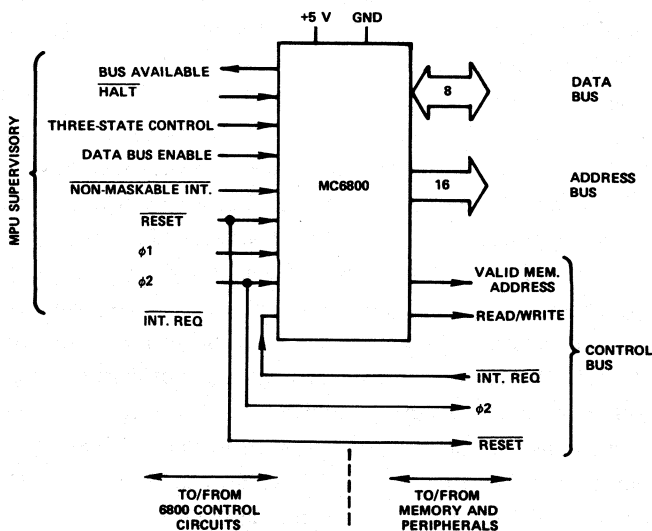 +5 V GND
BUS AVAILABLE
HALT
THREE-STATE CONTROL
DATA BUS ENABLE
NON-MASKABLE INT.
RESET
φ1
φ2
INT. REQ
MPU SUPERVISORY
MC6800
8
DATA
BUS
16
ADDRESS
BUS
VALID MEM.
ADDRESS
READ/WRITE
INT. REQ
φ2
RESET
CONTROL
BUS
TO/FROM
6800 CONTROL
CIRCUITS
TO/FROM
MEMORY AND
PERIPHERALS